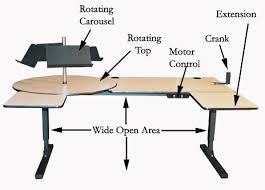 Rotating
Carousel
Rotating
Top
Motor
Control
Crank
Extension
Wide Open Area